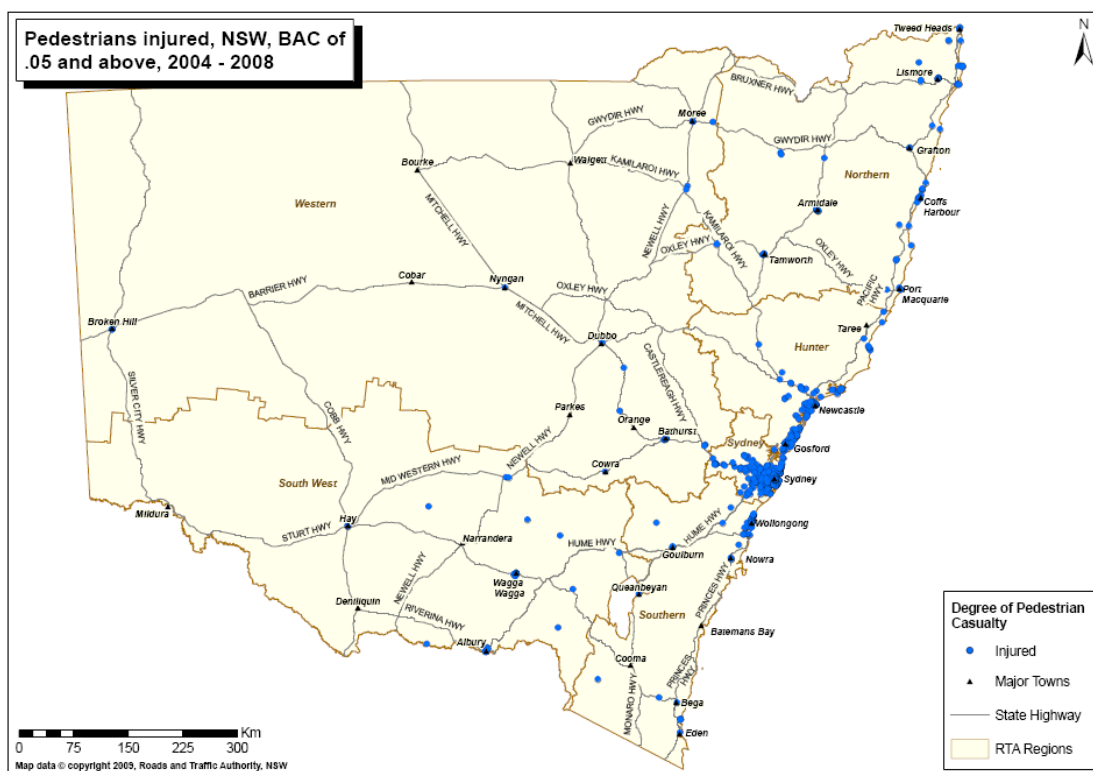 Pedestrians injured, NSW, BAC of
.05 and above, 2004 - 2008
N
Tweed Heads
BRUXNER HWY
Lismore
Moree
GWYDIR HWY
GWYDIR HWY
Grafton
Bourke
Walgett
KAMILAROI HWY
Northern
Western
Armidale
Coffs
Harbour
MITCHELL HWY
NEWELL HWY
KAMILAROI HWY
OXLEY HWY
OXLEY HWY
Tamworth
Cobar
Nyngan
BARRIER HWY
OXLEY HWY
PACIFIC
HWY
Port
Macquarie
MITCHELL HWY
Broken Hill
Dubbo
Taree
Hunter
CASTLEREAGH HWY
SILVER CITY HWY
COBB HWY
Parkes
Orange
Newcastle
Bathurst
Sydney
Gosford
NEWELL HWY
MID WESTERN HWY
Cowra
Sydney
South West
Mildura
STURT HWY
Hay
HUME HWY
Wollongong
Narrandera
HUME HWY
Goulburn
Nowra
NEWELL HWY
Wagga
Wagga
Queanbeyan
PRINCES HWY
Deniliquin
RIVERINA HWY
Southern
Batemans Bay
Albury
Cooma
PRINCES
HWY
MONARO HWY
Bega
Eden
Degree of Pedestrian
Casualty
Injured
Major Towns
State Highway
RTA Regions
Km
0 75 150 225 300
Map data © copyright 2009, Roads and Traffic Authority, NSW